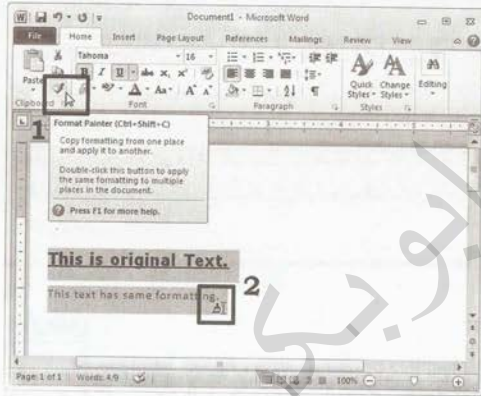 W Document1 - Microsoft Word
File Home Insert Page Layout References Mailings Review View
Paste Tahoma 16 Quick Styles Change Styles Editing
B I U abc x₂ x²
Aa A A
Clipboard Font Paragraph Styles
1
Format Painter (Ctrl+Shift+C)
Copy formatting from one place
and apply it to another.
Double-click this button to apply
the same formatting to multiple
places in the document.
Press F1 for more help.
This is original Text.
2
This text has same formatting.
Page: 1 of 1 Words: 4/9 100%